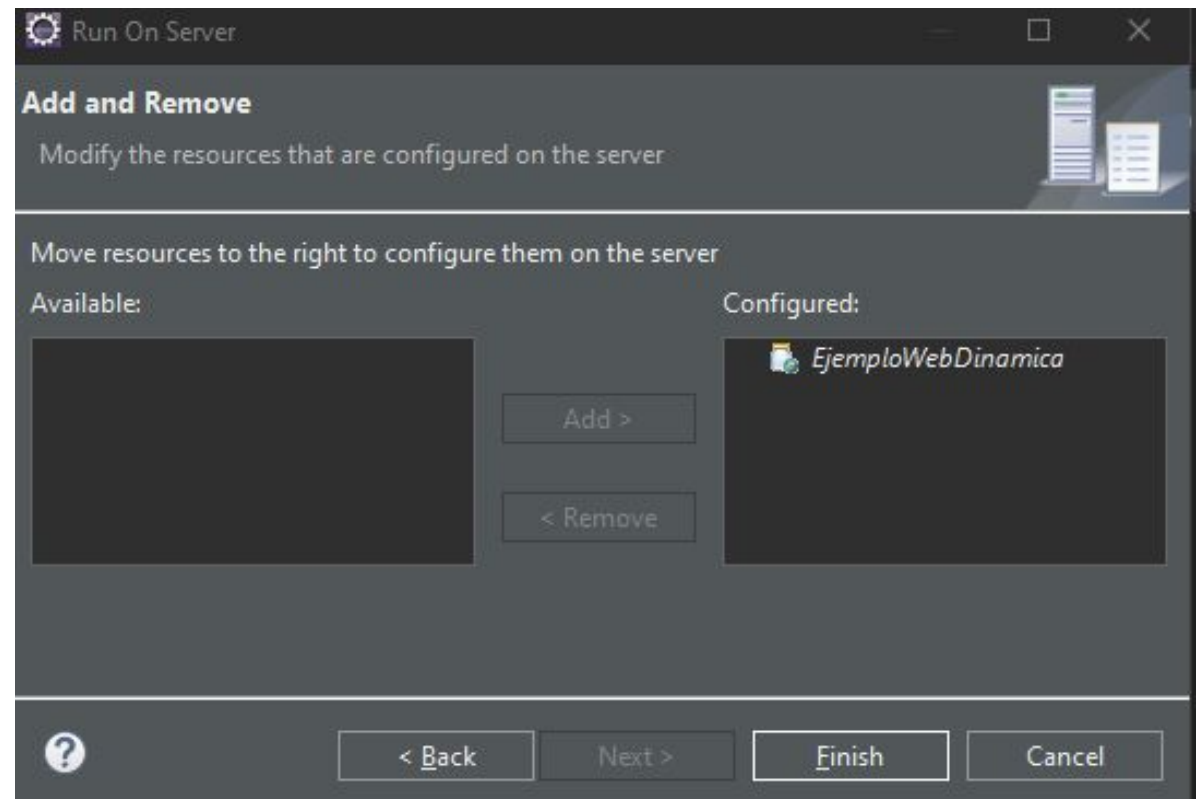 Run On Server
Add and Remove
Modify the resources that are configured on the server
Move resources to the right to configure them on the server
Available:
Configured:
EjemploWebDinamica
Add >
< Remove
?
< Back
Next >
Finish
Cancel